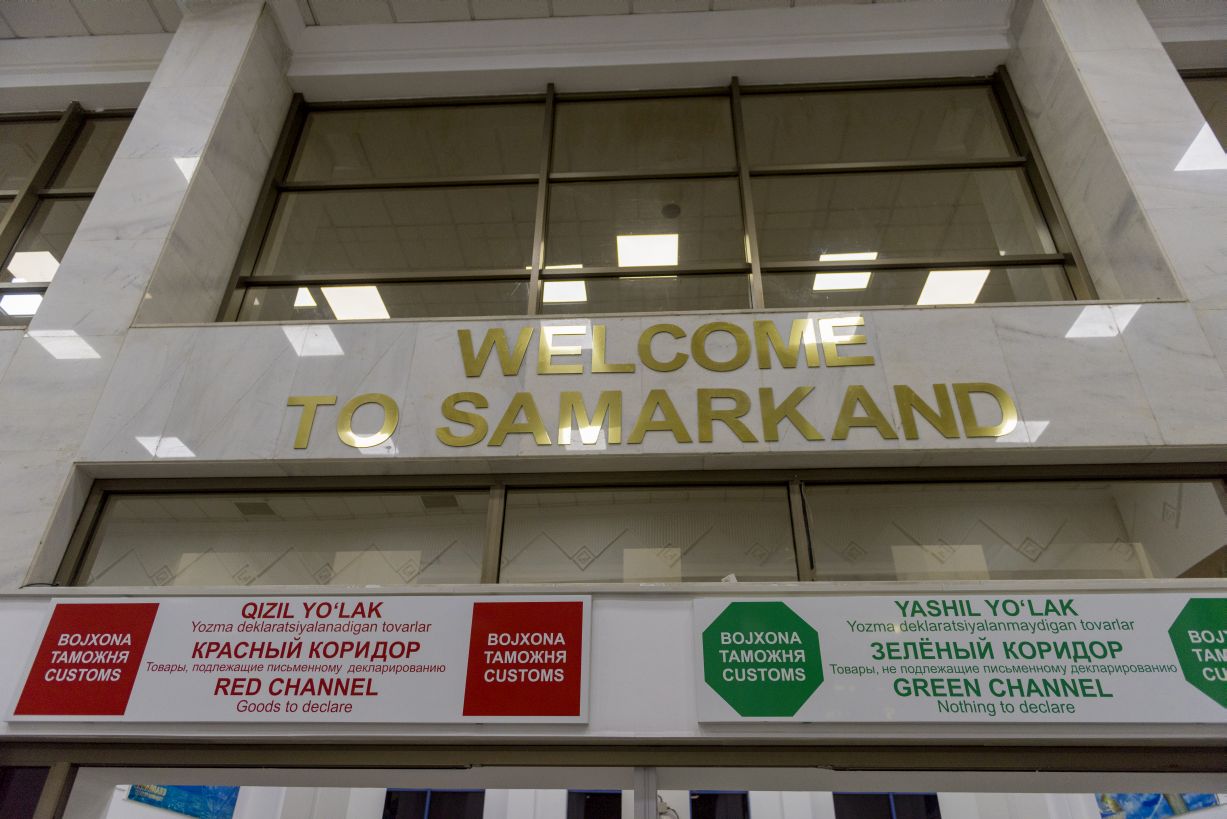 WELCOME
TO SAMARKAND
BOJXONA
ТАМОЖНЯ
CUSTOMS
QIZIL YO‘LAK
Yozma deklaratsiyalanadigan tovarlar
КРАСНЫЙ КОРИДОР
Товары, подлежащие письменному декларированию
RED CHANNEL
Goods to declare
BOJXONA
ТАМОЖНЯ
CUSTOMS
BOJXONA
ТАМОЖНЯ
CUSTOMS
YASHIL YO‘LAK
Yozma deklaratsiyalanmaydigan tovarlar
ЗЕЛЁНЫЙ КОРИДОР
Товары, не подлежащие письменному декларированию
GREEN CHANNEL
Nothing to declare